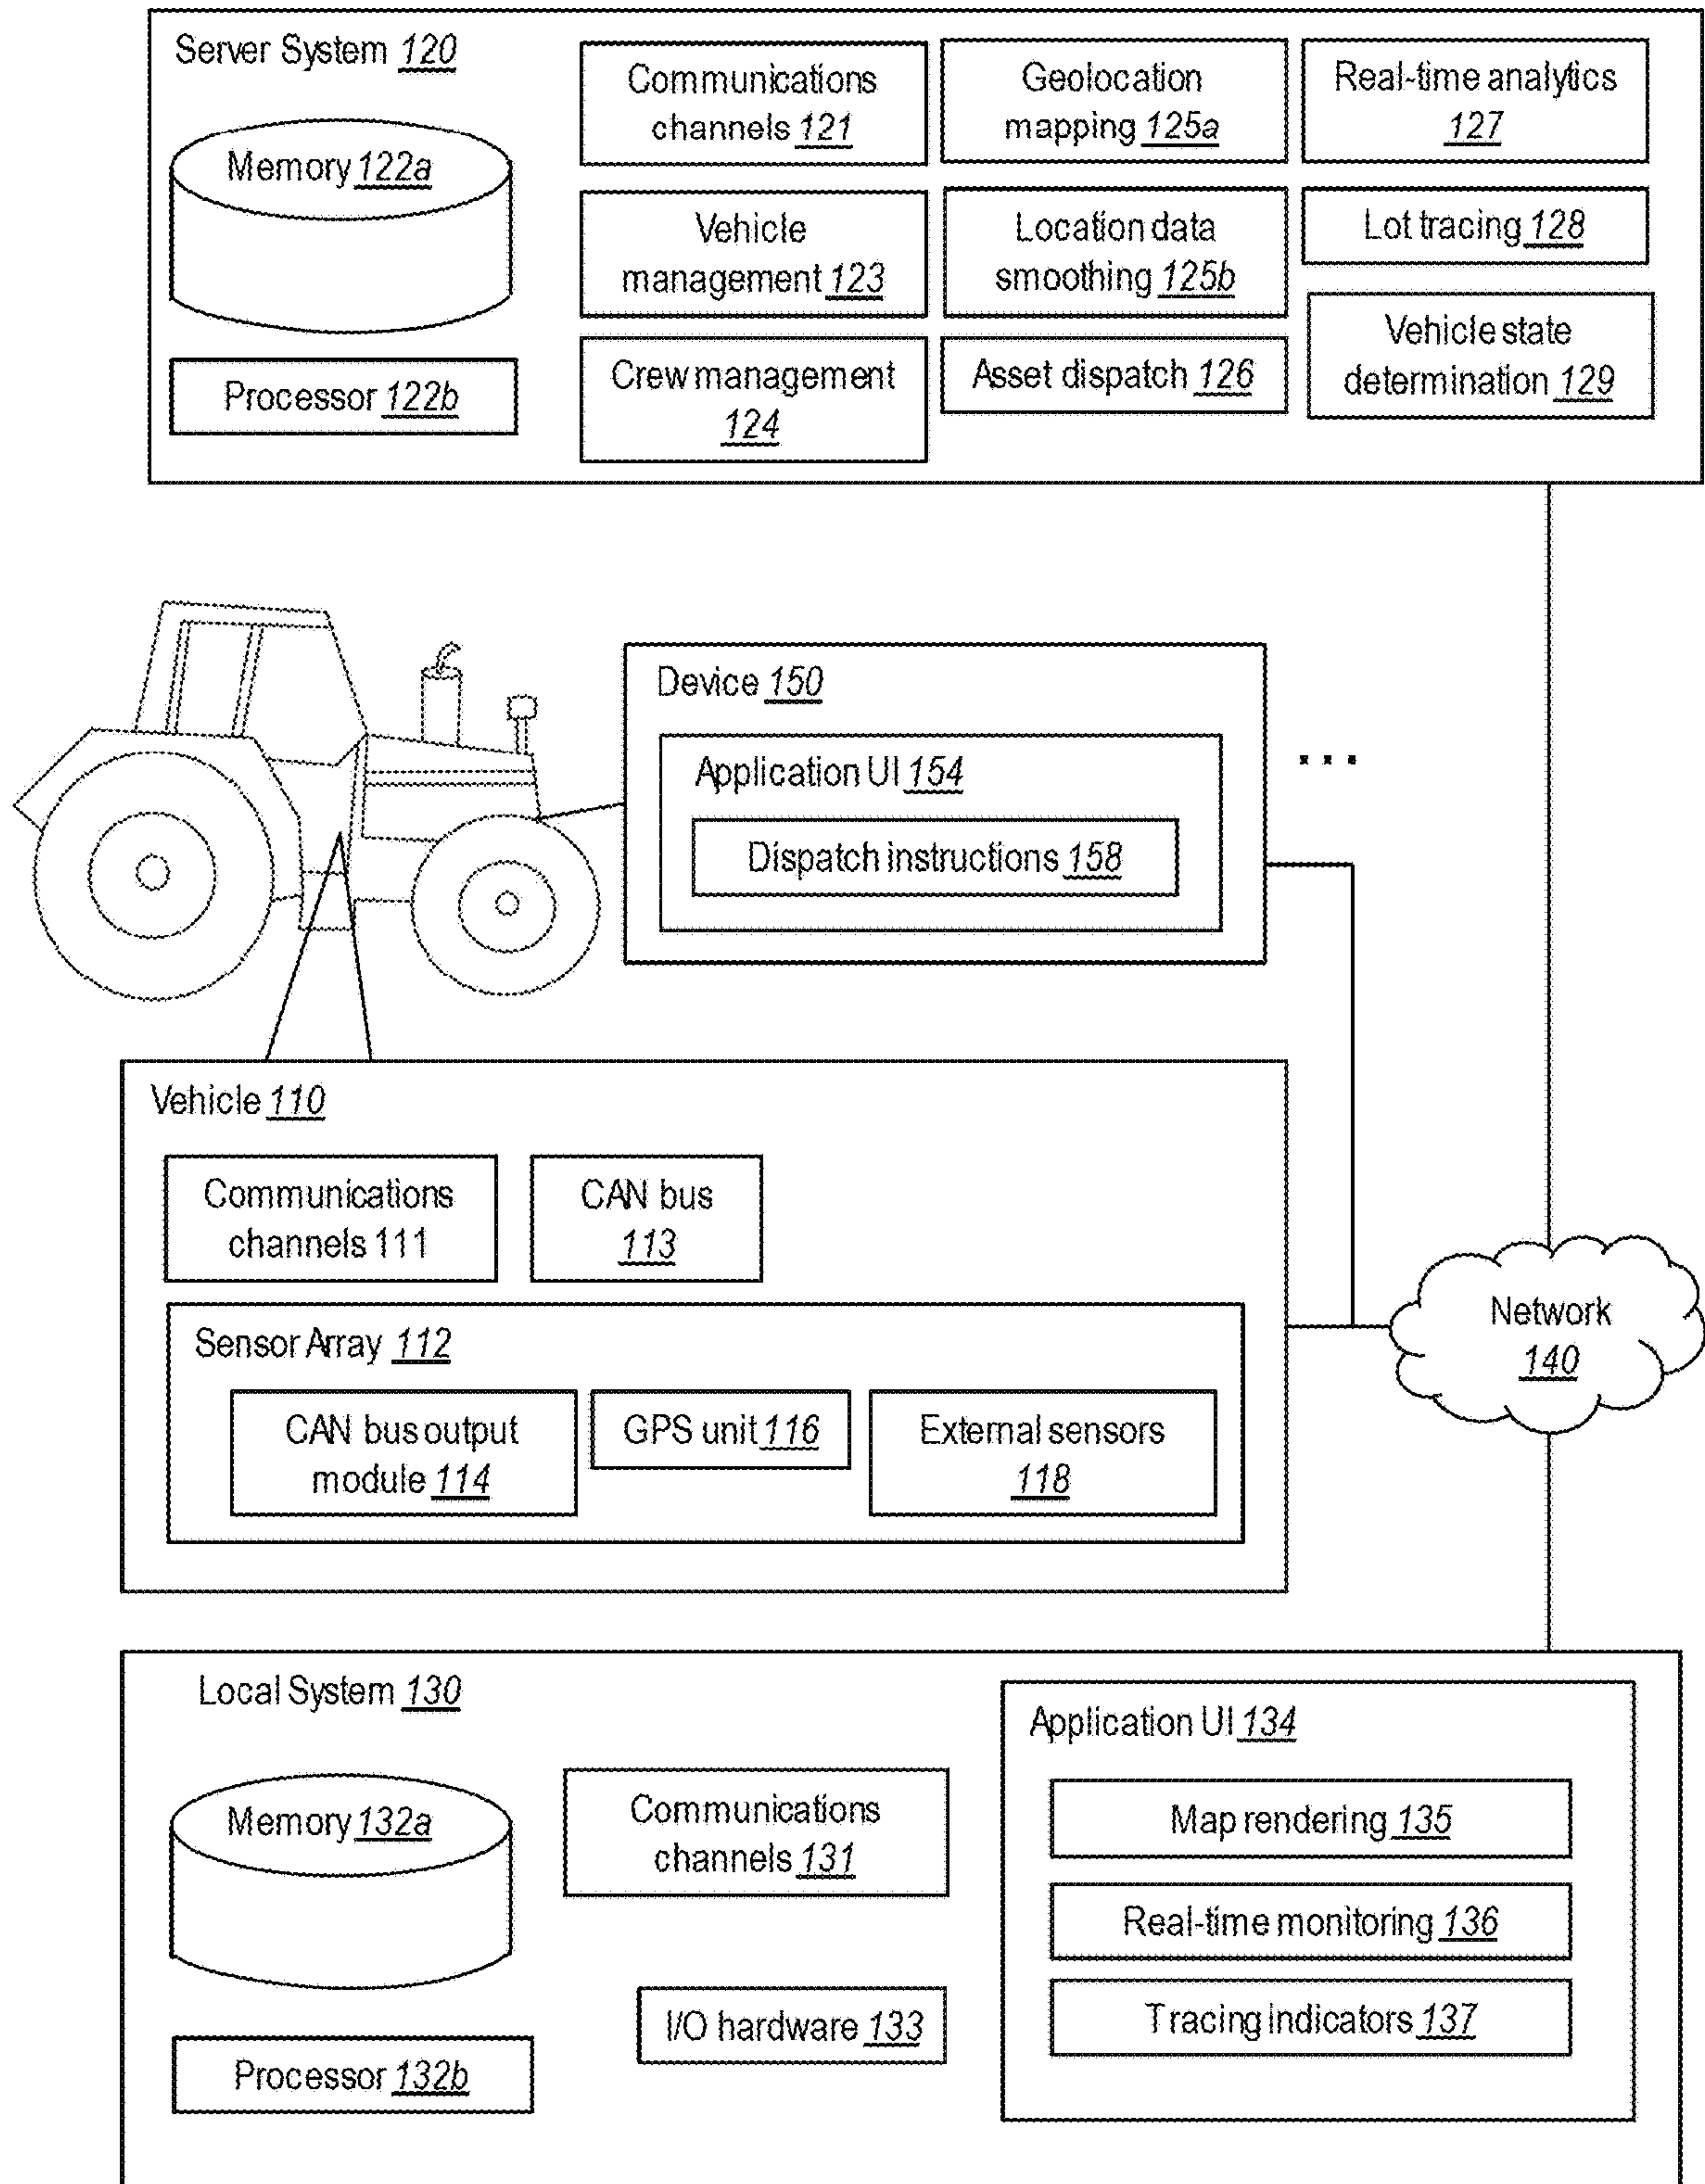 Server System 120
Memory 122a
Processor 122b
Communications
channels 121
Vehicle
management 123
Crew management
124
Geolocation
mapping 125a
Location data
smoothing 125b
Asset dispatch 126
Real-time analytics
127
Lot tracing 128
Vehicle state
determination 129
Device 150
Application UI 154
Dispatch instructions 158
...
Vehicle 110
Communications
channels 111
CAN bus
113
Sensor Array 112
CAN bus output
module 114
GPS unit 116
External sensors
118
Network
140
Local System 130
Memory 132a
Processor 132b
Communications
channels 131
I/O hardware 133
Application UI 134
Map rendering 135
Real-time monitoring 136
Tracing indicators 137